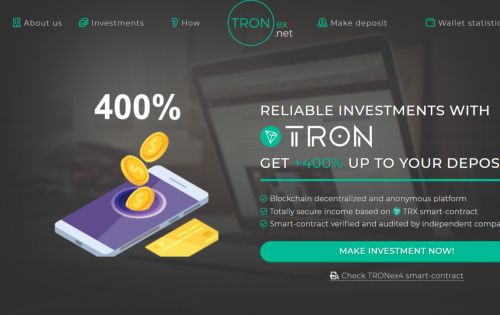 About us
Investments
How
TRON ex
.net
Make deposit
Wallet statistic
400%
RELIABLE INVESTMENTS WITH
TRON
GET +400% UP TO YOUR DEPOS
Blockchain decentralized and anonymous platform
Totally secure income based on TRX smart-contract
Smart-contract verified and audited by independent compa
MAKE INVESTMENT NOW!
Check TRONex4 smart-contract